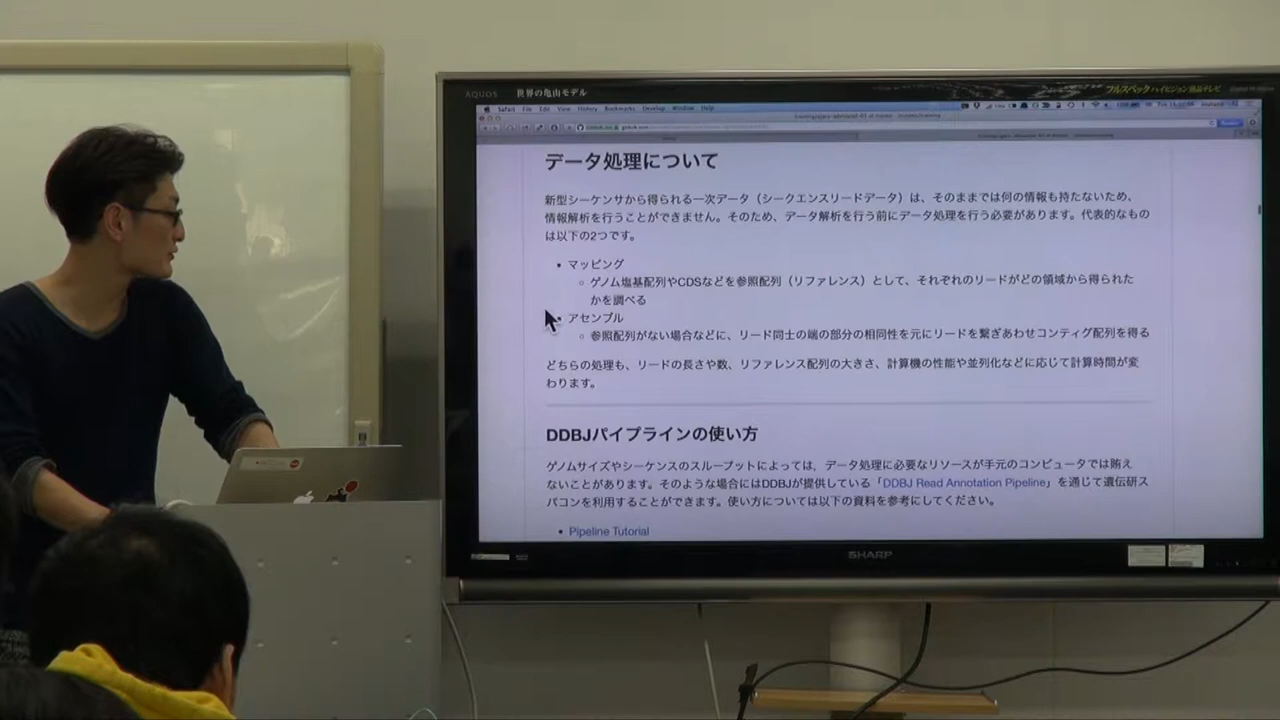 AQUOS 世界の亀山モデル
フルスペックハイビジョン液晶テレビ
Safari File Edit View History Bookmarks Develop Window Help
データ処理について
新型シーケンサから得られる一次データ（シークエンスリードデータ）は、そのままでは何の情報も持たないため、
情報解析を行うことができません。そのため、データ解析を行う前にデータ処理を行う必要があります。代表的なもの
は以下の2つです。
• マッピング
◦ ゲノム塩基配列やCDSなどを参照配列（リファレンス）として、それぞれのリードがどの領域から得られた
かを調べる
• アセンブル
◦ 参照配列がない場合などに、リード同士の端の部分の相同性を元にリードを繋ぎあわせコンティグ配列を得る
どちらの処理も、リードの長さや数、リファレンス配列の大きさ、計算機の性能や並列化などに応じて計算時間が変
わります。
DDBJパイプラインの使い方
ゲノムサイズやシーケンスのスループットによっては、データ処理に必要なリソースが手元のコンピュータでは賄え
ないことがあります。そのような場合にはDDBJが提供している「DDBJ Read Annotation Pipeline」を通じて遺伝研ス
パコンを利用することができます。使い方については以下の資料を参考にしてください。
• Pipeline Tutorial
SHARP